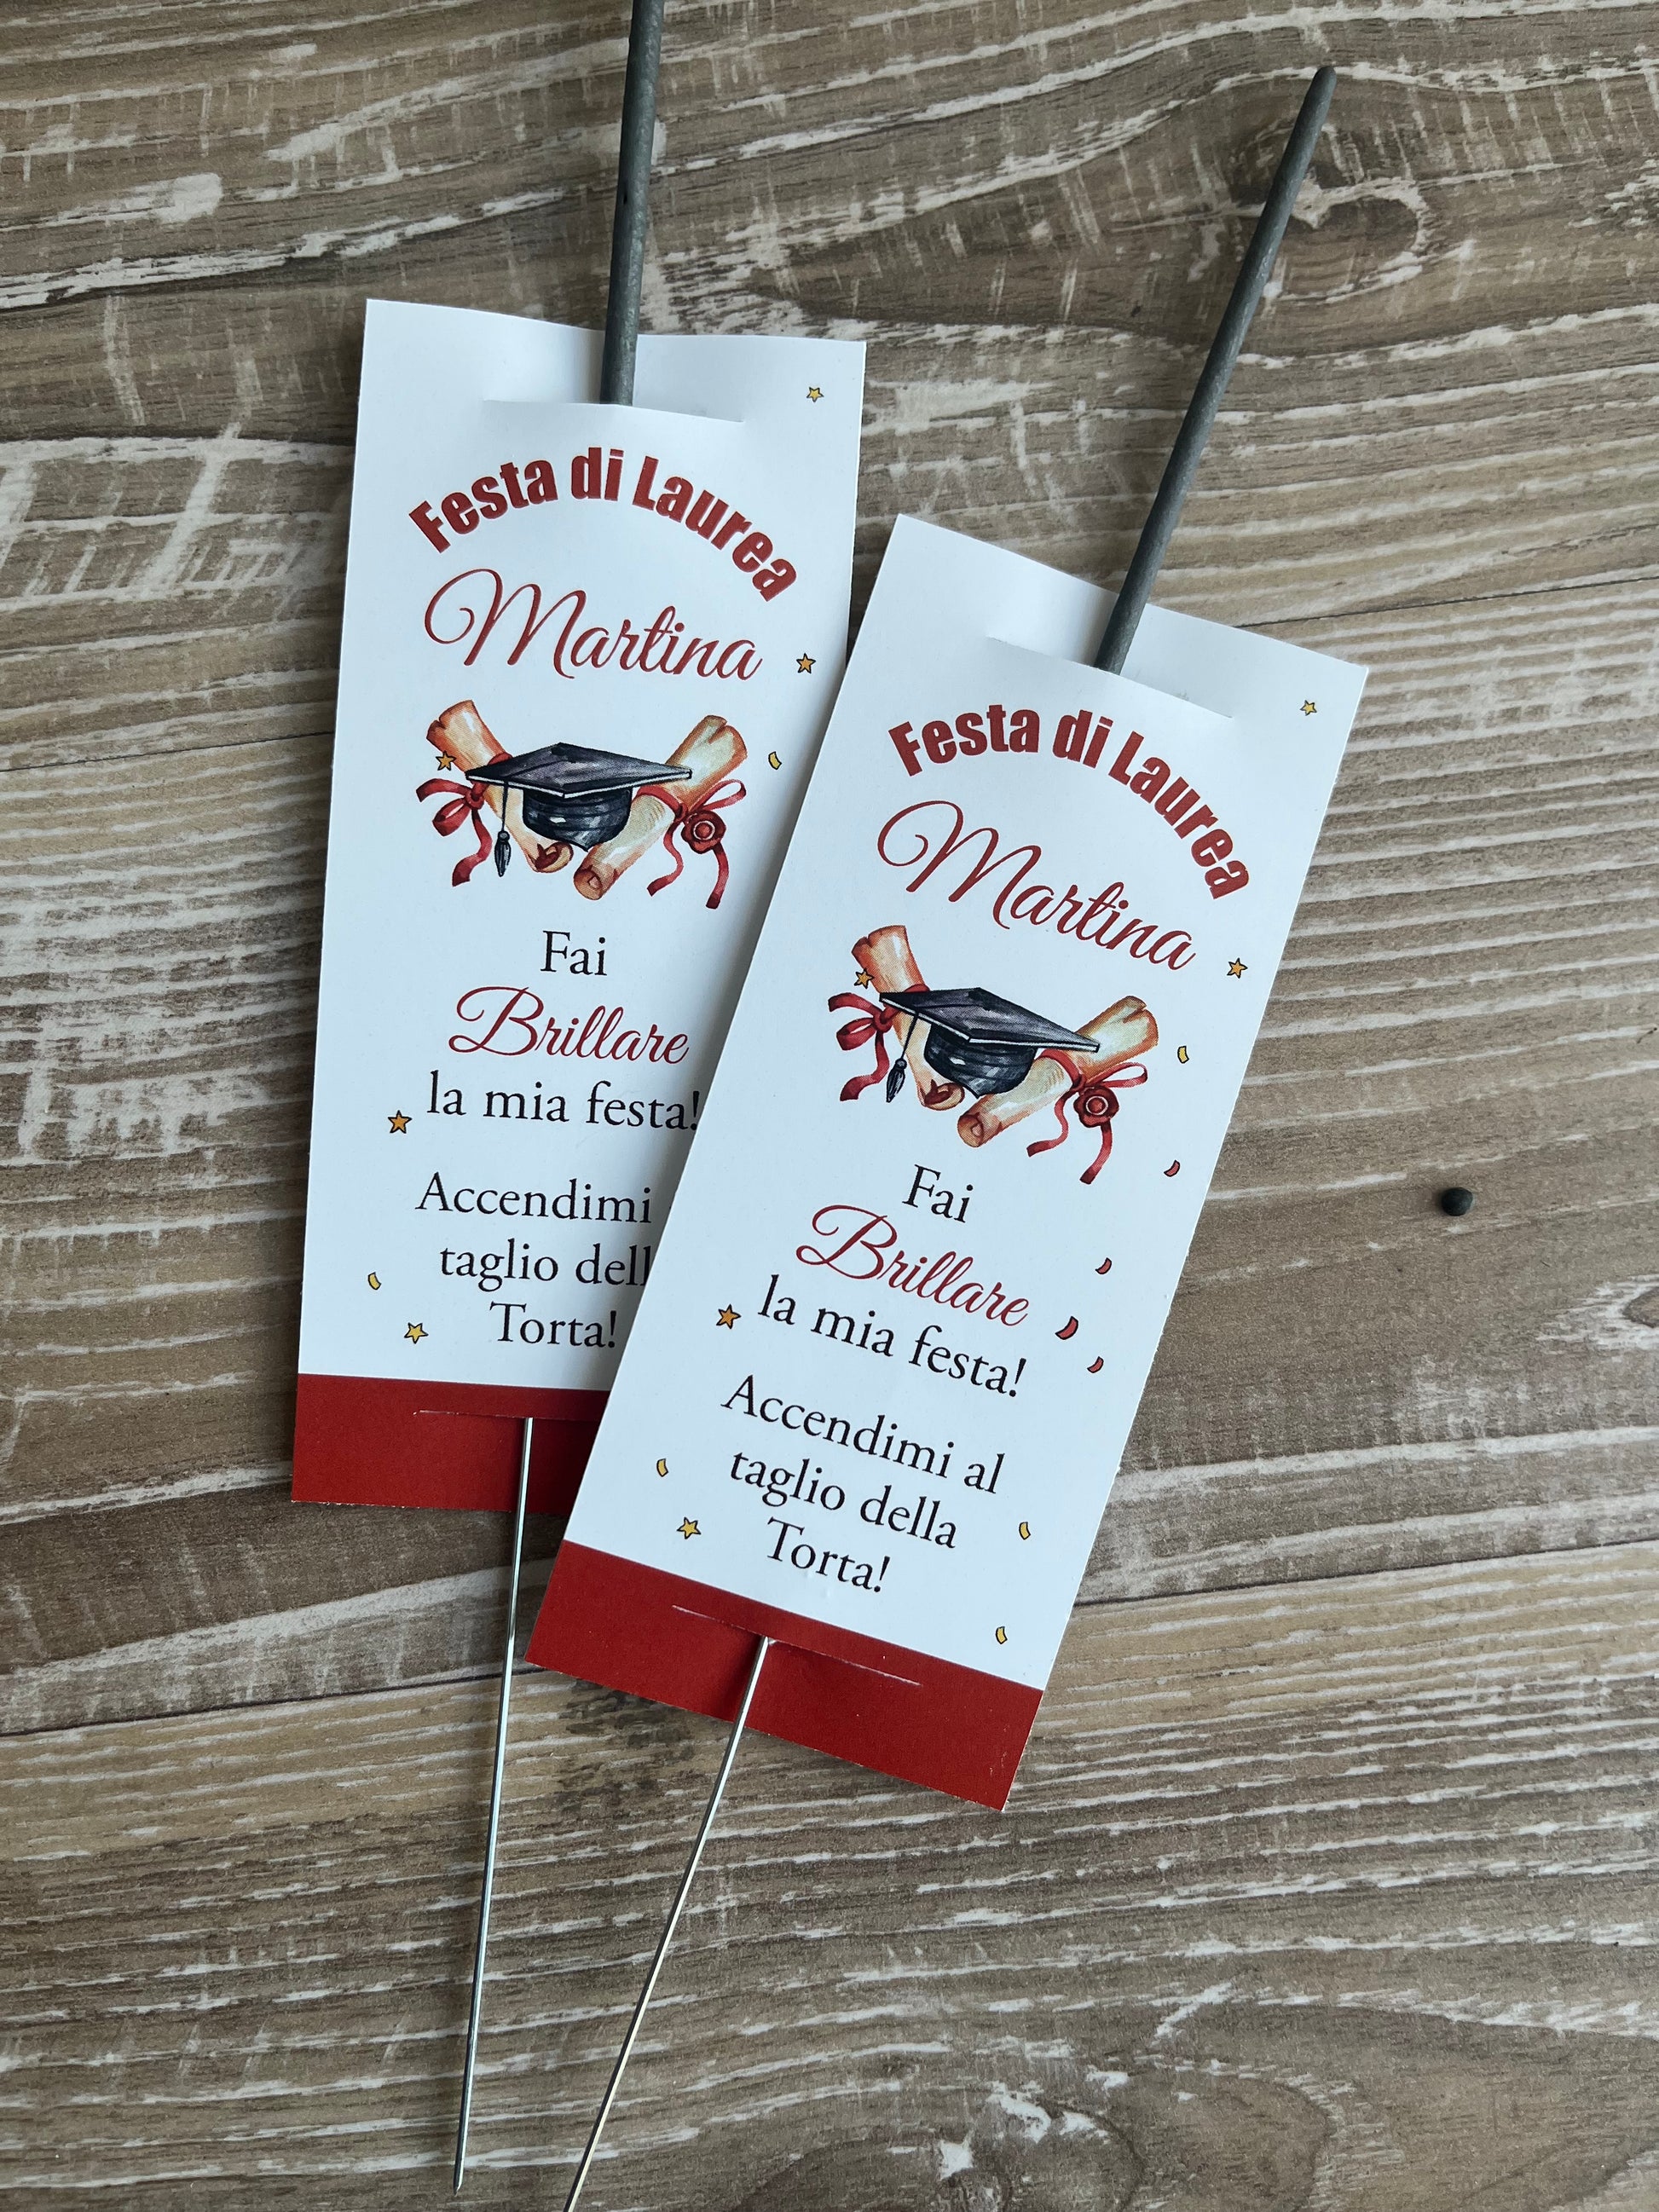 Festa di Laurea
Martina
Fai
Brillare
la mia festa!
Accendimi
taglio dell
Torta!
Festa di Laurea
Martina
Fai
Brillare
la mia festa!
Accendimi al
taglio della
Torta!